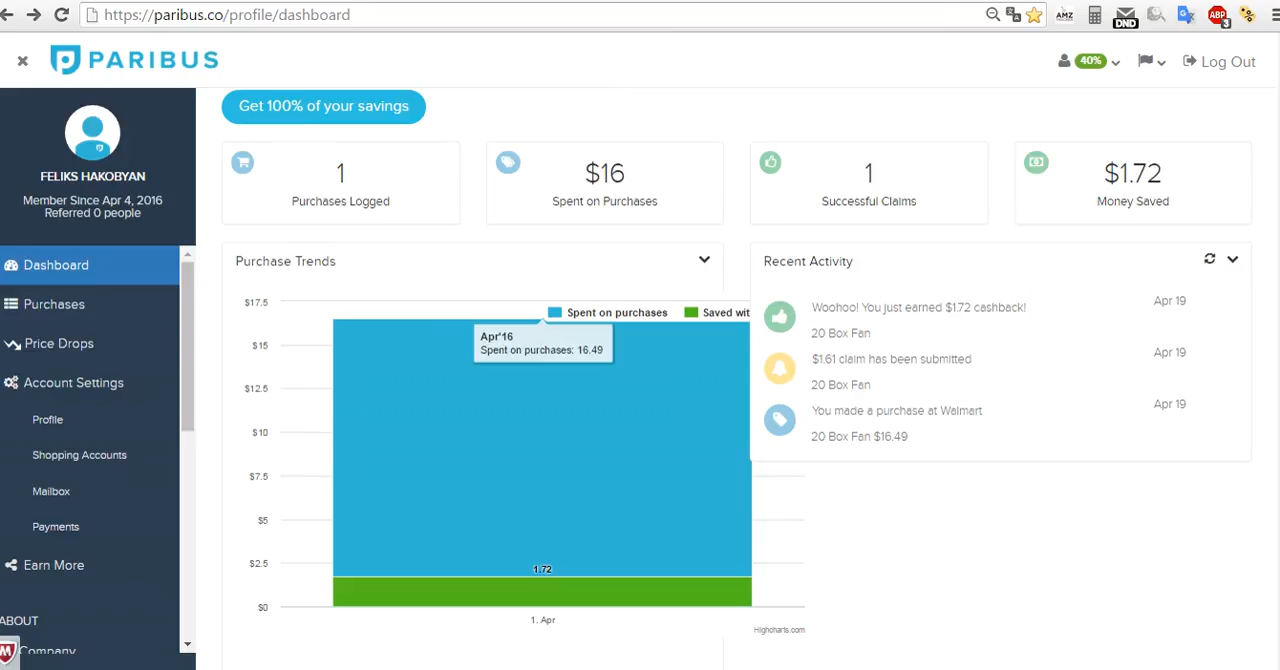 https://paribus.co/profile/dashboard
AMZ
DND
ABP
3
PARIBUS
40%
Log Out
FELIKS HAKOBYAN
Member Since Apr 4, 2016
Referred 0 people
Dashboard
Purchases
Price Drops
Account Settings
Profile
Shopping Accounts
Mailbox
Payments
Earn More
ABOUT
Company
Get 100% of your savings
1
Purchases Logged
$16
Spent on Purchases
1
Successful Claims
$1.72
Money Saved
Purchase Trends
Spent on purchases
Saved wit
$17.5
$15
$12.5
$10
$7.5
$5
$2.5
$0
Apr'16
Spent on purchases: 16.49
1.72
1. Apr
Highcharts.com
Recent Activity
Woohoo! You just earned $1.72 cashback!
Apr 19
20 Box Fan
$1.61 claim has been submitted
Apr 19
20 Box Fan
You made a purchase at Walmart
Apr 19
20 Box Fan $16.49